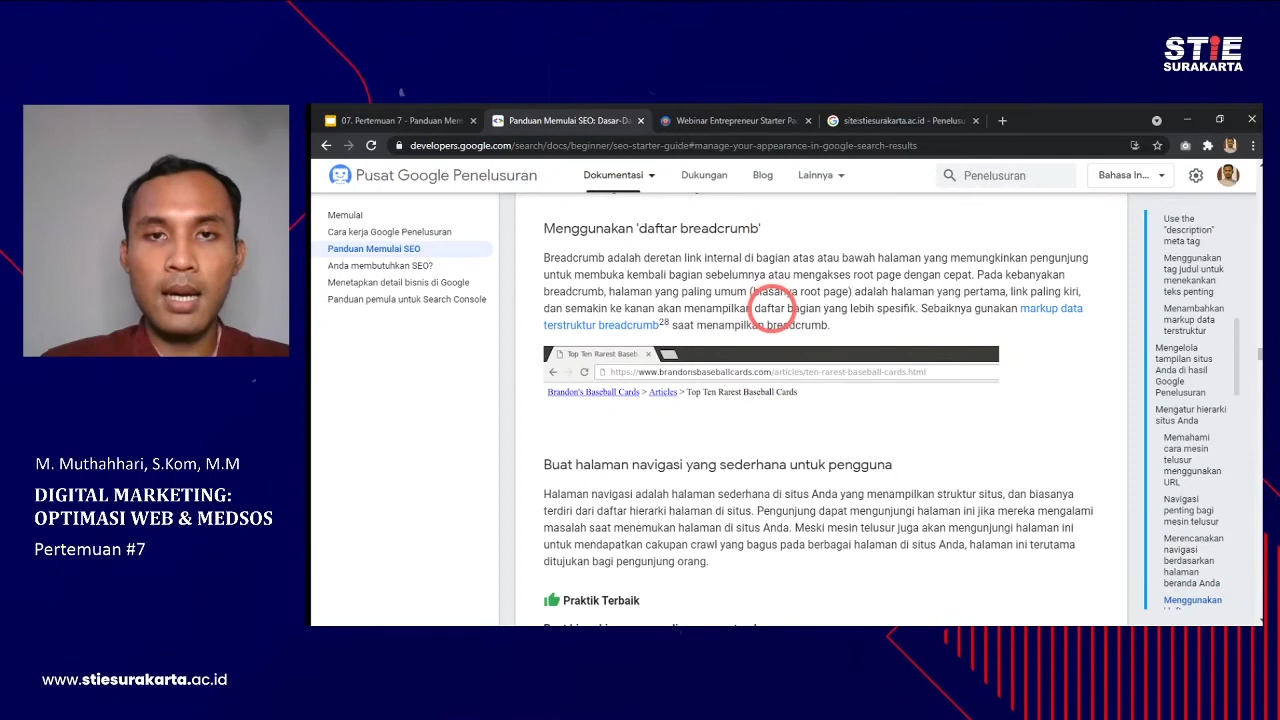 STIE
SURAKARTA
07. Pertemuan 7 - Panduan Mem
Panduan Memulai SEO: Dasar-Da
Webinar Entrepreneur Starter Pa
site:stiesurakarta.ac.id - Penelusu
developers.google.com/search/docs/beginner/seo-starter-guide#manage-your-appearance-in-google-search-results
Pusat Google Penelusuran
Dokumentasi
Dukungan
Blog
Lainnya
Penelusuran
Bahasa In...
Memulai
Cara kerja Google Penelusuran
Panduan Memulai SEO
Anda membutuhkan SEO?
Menetapkan detail bisnis di Google
Panduan pemula untuk Search Console
Menggunakan 'daftar breadcrumb'
Breadcrumb adalah deretan link internal di bagian atas atau bawah halaman yang memungkinkan pengunjung
untuk membuka kembali bagian sebelumnya atau mengakses root page dengan cepat. Pada kebanyakan
breadcrumb, halaman yang paling umum (biasanya root page) adalah halaman yang pertama, link paling kiri,
dan semakin ke kanan akan menampilkan daftar bagian yang lebih spesifik. Sebaiknya gunakan markup data
terstruktur breadcrumb28 saat menampilkan breadcrumb.
Top Ten Rarest Baseb
https://www.brandonsbaseballcards.com/articles/ten-rarest-baseball-cards.html
Brandon's Baseball Cards > Articles > Top Ten Rarest Baseball Cards
Buat halaman navigasi yang sederhana untuk pengguna
Halaman navigasi adalah halaman sederhana di situs Anda yang menampilkan struktur situs, dan biasanya
terdiri dari daftar hierarki halaman di situs. Pengunjung dapat mengunjungi halaman ini jika mereka mengalami
masalah saat menemukan halaman di situs Anda. Meski mesin telusur juga akan mengunjungi halaman ini
untuk mendapatkan cakupan crawl yang bagus pada berbagai halaman di situs Anda, halaman ini terutama
ditujukan bagi pengunjung orang.
Praktik Terbaik
Use the
"description"
meta tag
Menggunakan
tag judul untuk
menekankan
teks penting
Menambahkan
markup data
terstruktur
Mengelola
tampilan situs
Anda di hasil
Google
Penelusuran
Mengatur hierarki
situs Anda
Memahami
cara mesin
telusur
menggunakan
URL
Navigasi
penting bagi
mesin telusur
Merencanakan
navigasi
berdasarkan
halaman
beranda Anda
Menggunakan
M. Muthahhari, S.Kom, M.M
DIGITAL MARKETING:
OPTIMASI WEB & MEDSOS
Pertemuan #7
www.stiesurakarta.ac.id